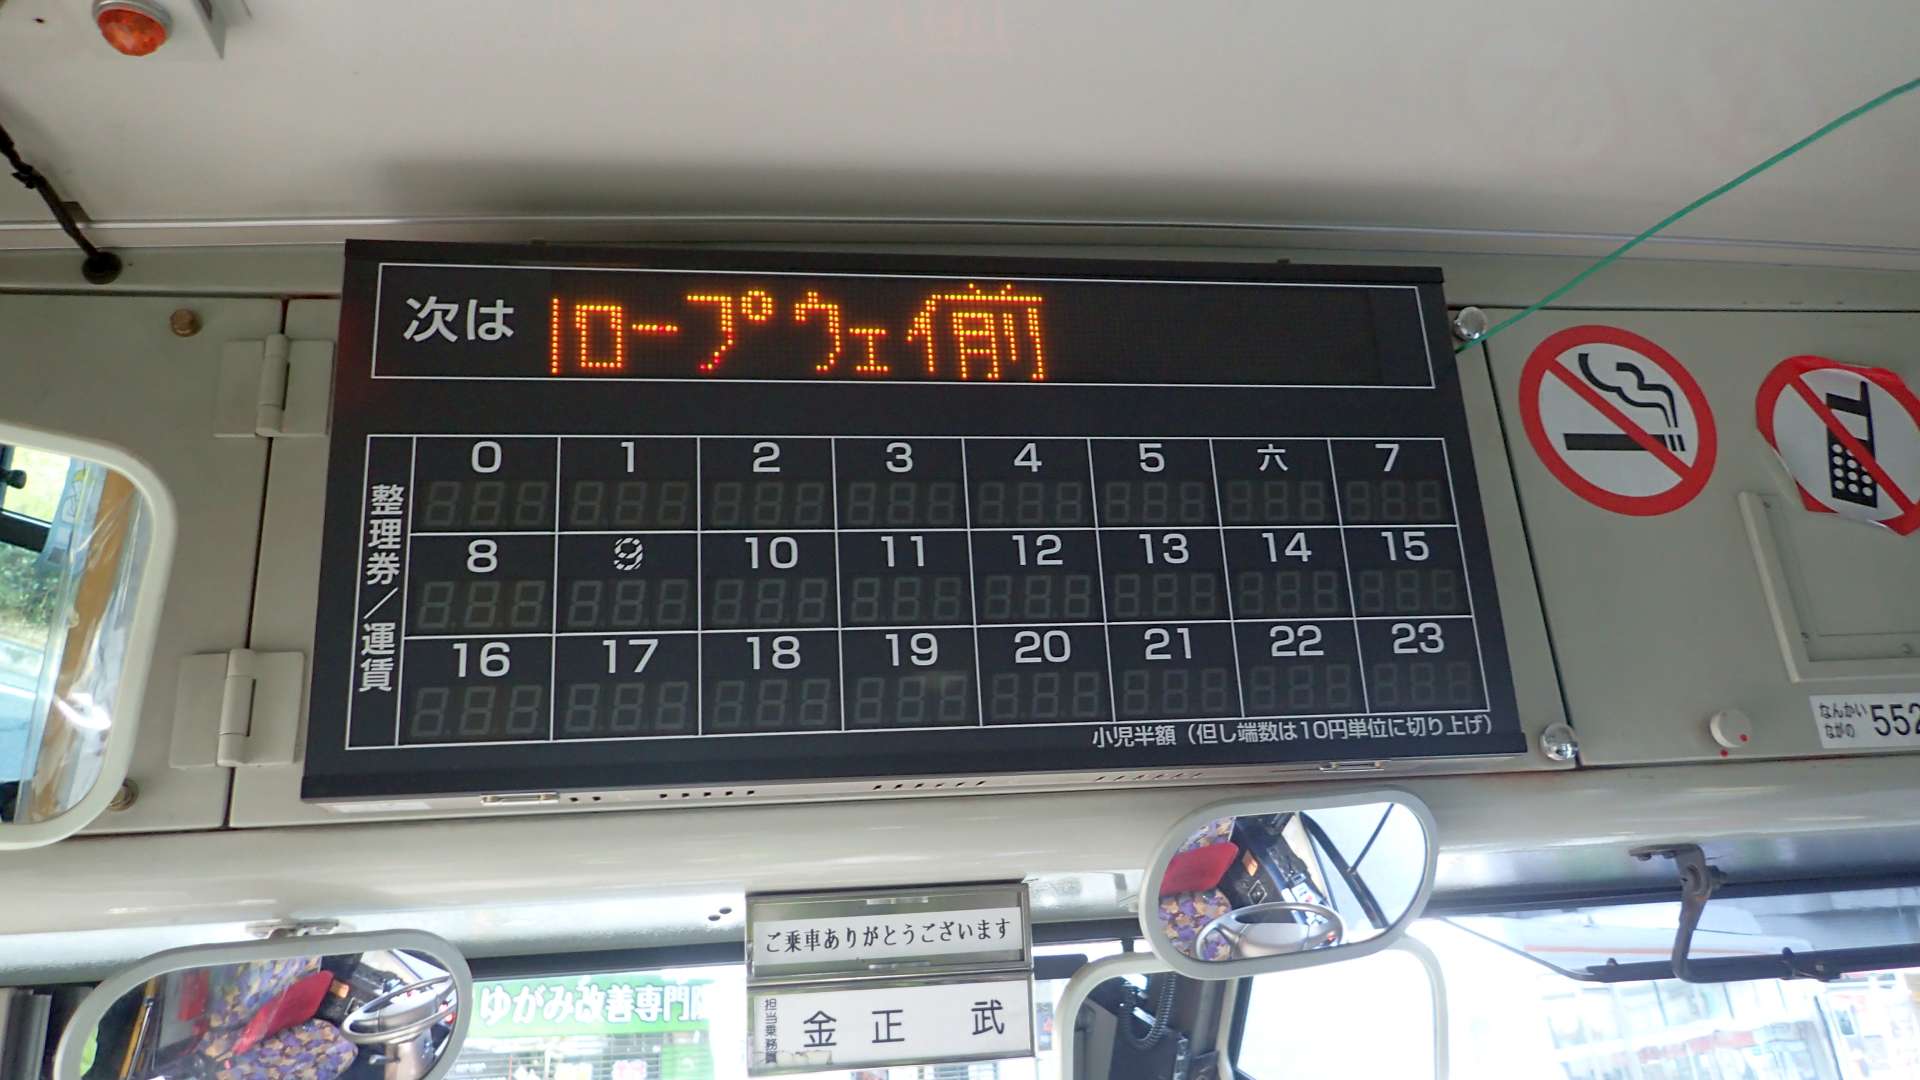 次は ロープウェイ前
整理券/運賃
0 1 2 3 4 5 六 7
8 9 10 11 12 13 14 15
16 17 18 19 20 21 22 23
小児半額（但し端数は10円単位に切り上げ）
なんかい
ながの
552
ご乗車ありがとうございます
担当乗務員
金正 武
ゆがみ改善専門